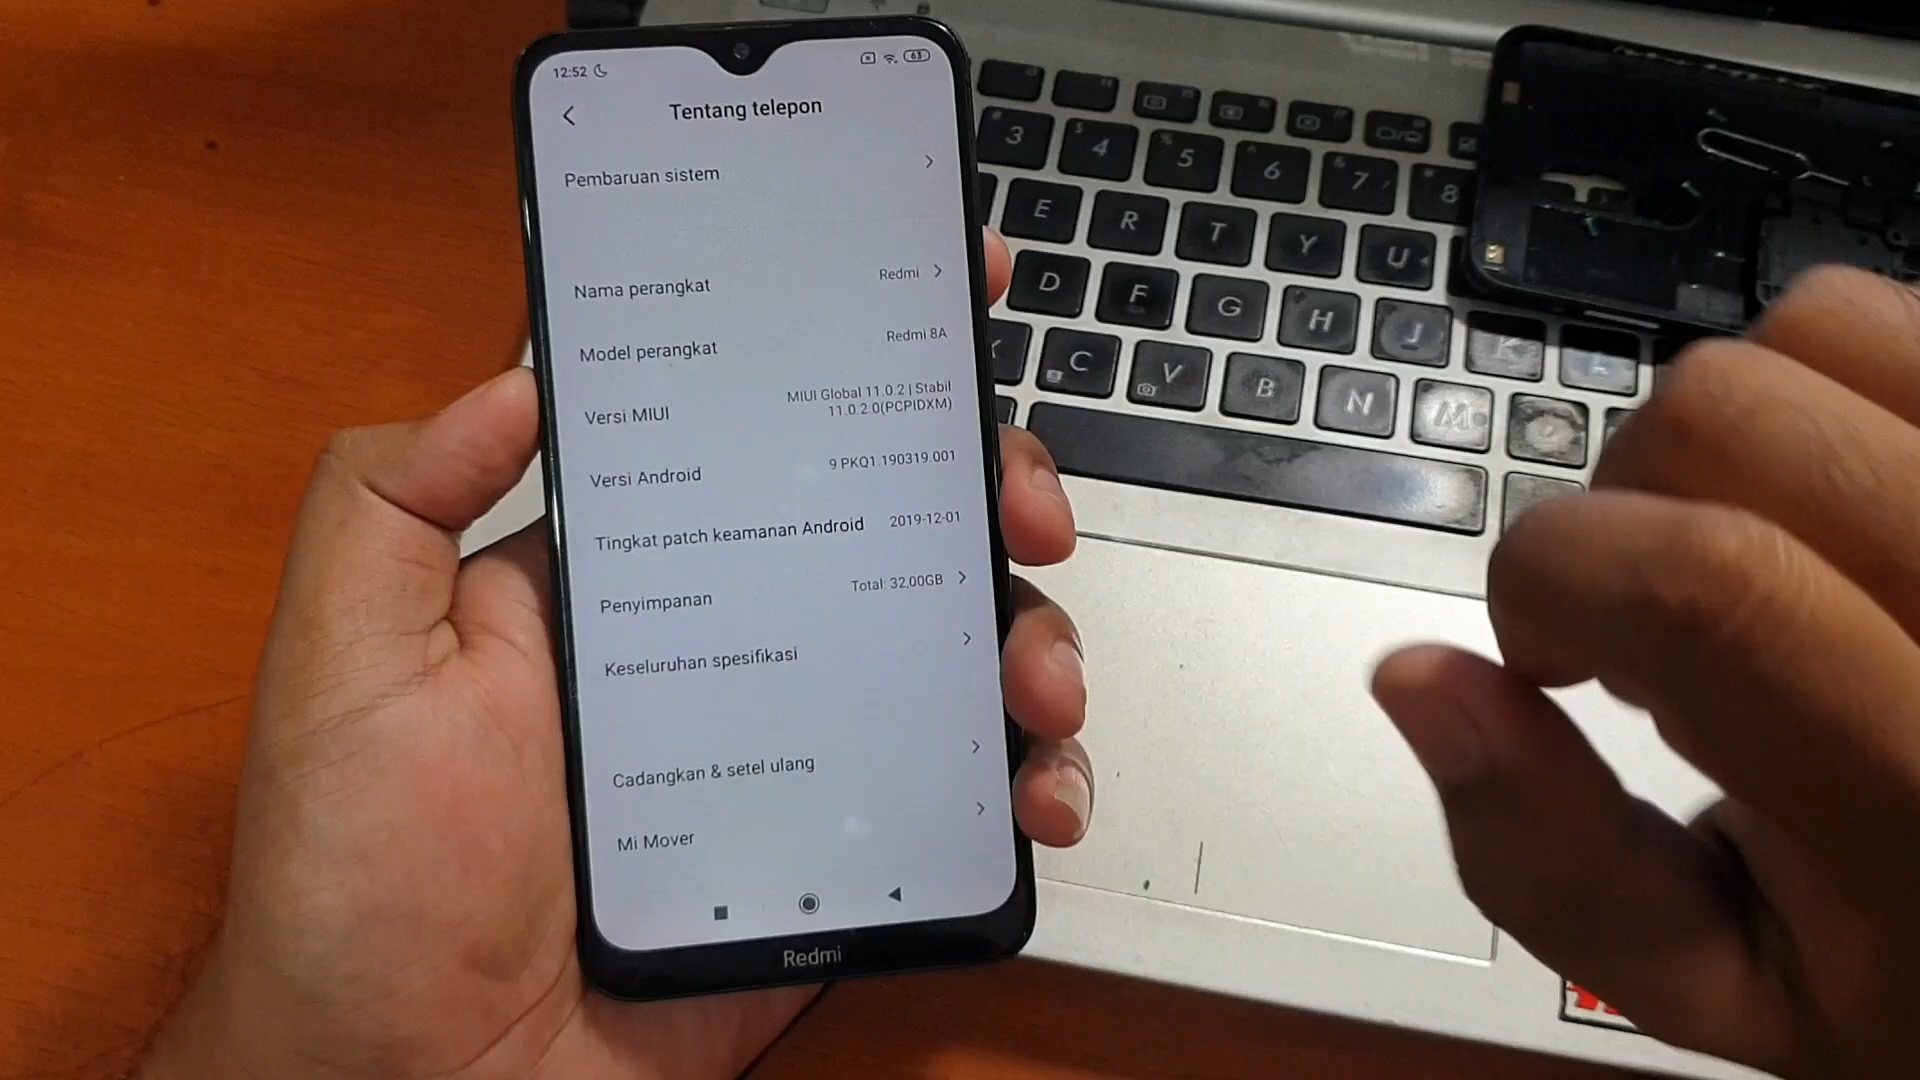 12:52
63
Tentang telepon
Pembaruan sistem
Nama perangkat Redmi
Model perangkat Redmi 8A
Versi MIUI MIUI Global 11.0.2 | Stabil
11.0.2.0(PCPIDXM)
Versi Android 9 PKQ1.190319.001
Tingkat patch keamanan Android 2019-12-01
Penyimpanan Total: 32,00GB
Keseluruhan spesifikasi
Cadangkan & setel ulang
Mi Mover
Redmi
# 3 $ 4 % 5 ^ 6 & 7 * 8
E R T Y U
D F G H J K L
C V B N M